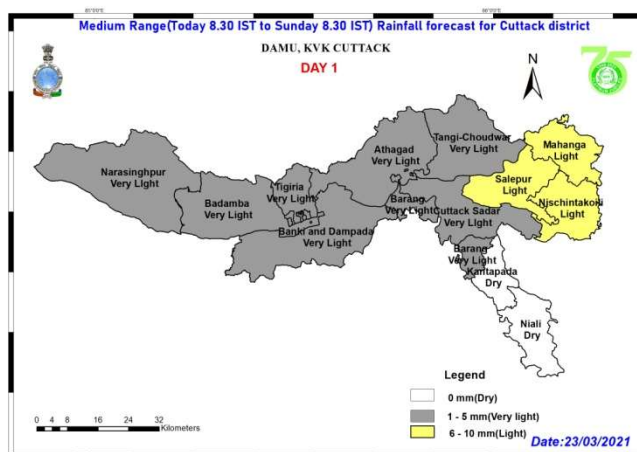 Medium Range(Today 8.30 IST to Sunday 8.30 IST) Rainfall forecast for Cuttack district
DAMU, KVK CUTTACK
DAY 1
N
75
Tangi-Choudwar
Very Light
Mahanga
Light
Athagad
Very Light
Narasinghpur
Very Light
Salepur
Light
Tigiria
Very Light
Badamba
Very Light
Barang
Very Light
Nischintakoili
Light
Cuttack Sadar
Very Light
Banki and Dampada
Very Light
Barang
Very Light
Kantapada
Dry
Niali
Dry
Legend
0 mm(Dry)
1 - 5 mm(Very light)
6 - 10 mm(Light)
0 4 8 16 24 32
Kilometers
Date:23/03/2021